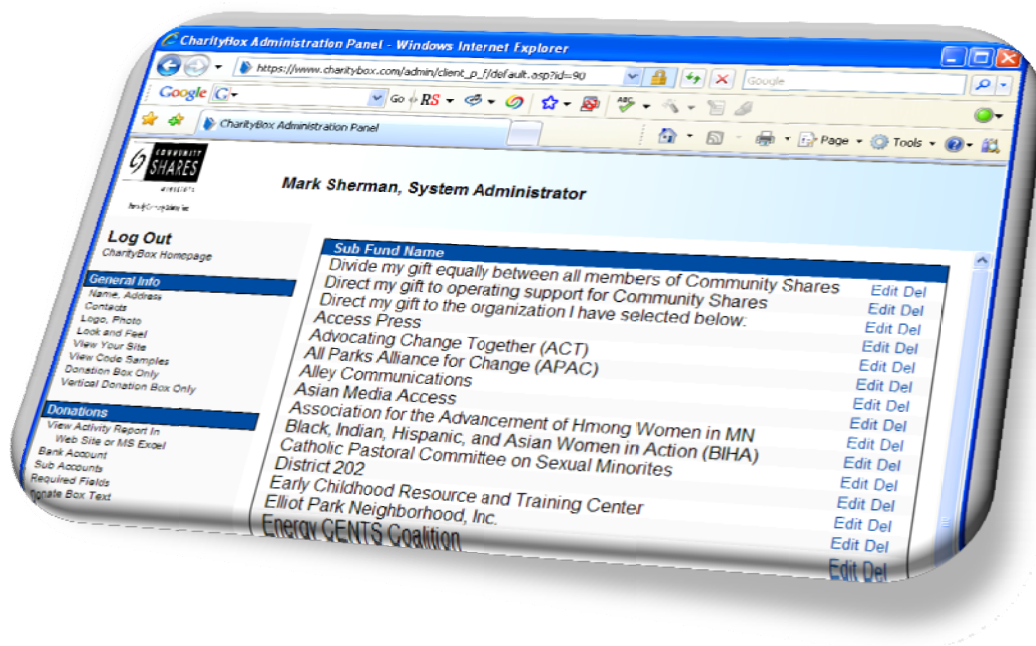 CharityBox Administration Panel - Windows Internet Explorer
https://www.charitybox.com/admin/client_p_f/default.asp?id=90
Google
Google G
Go RS
ABC
CharityBox Administration Panel
Page Tools
COMMUNITY
SHARES
Mark Sherman, System Administrator
Log Out
CharityBox Homepage
General Info
Name, Address
Contacts
Logo, Photo
Look and Feel
View Your Site
View Code Samples
Donation Box Only
Vertical Donation Box Only
Donations
View Activity Report In
Web Site or MS Excel
Bank Account
Sub Accounts
Required Fields
Donate Box Text
Sub Fund Name
Divide my gift equally between all members of Community Shares Edit Del
Direct my gift to operating support for Community Shares Edit Del
Direct my gift to the organization I have selected below: Edit Del
Access Press Edit Del
Advocating Change Together (ACT) Edit Del
All Parks Alliance for Change (APAC) Edit Del
Alley Communications Edit Del
Asian Media Access Edit Del
Association for the Advancement of Hmong Women in MN Edit Del
Black, Indian, Hispanic, and Asian Women in Action (BIHA) Edit Del
Catholic Pastoral Committee on Sexual Minorites Edit Del
District 202 Edit Del
Early Childhood Resource and Training Center Edit Del
Elliot Park Neighborhood, Inc. Edit Del
Energy CENTS Coalition Edit Del